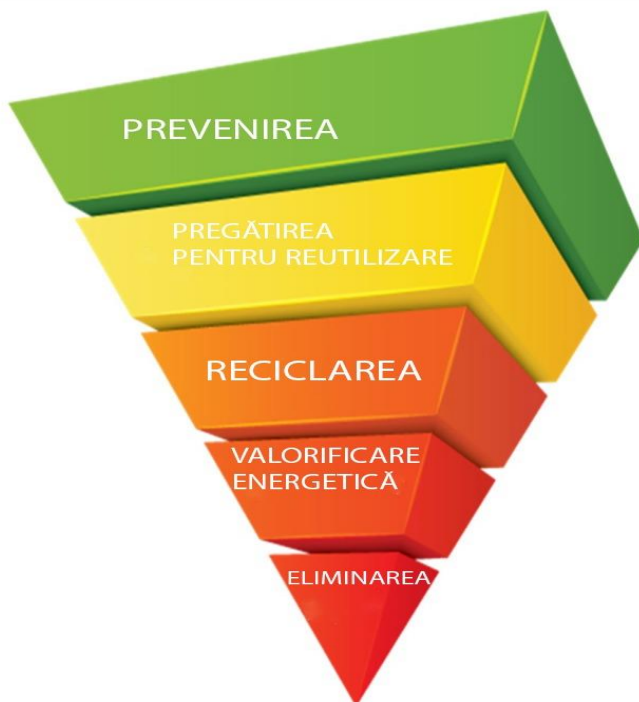 PREVENIREA
PREGĂTIREA
PENTRU REUTILIZARE
RECICLAREA
VALORIFICARE
ENERGETICĂ
ELIMINAREA